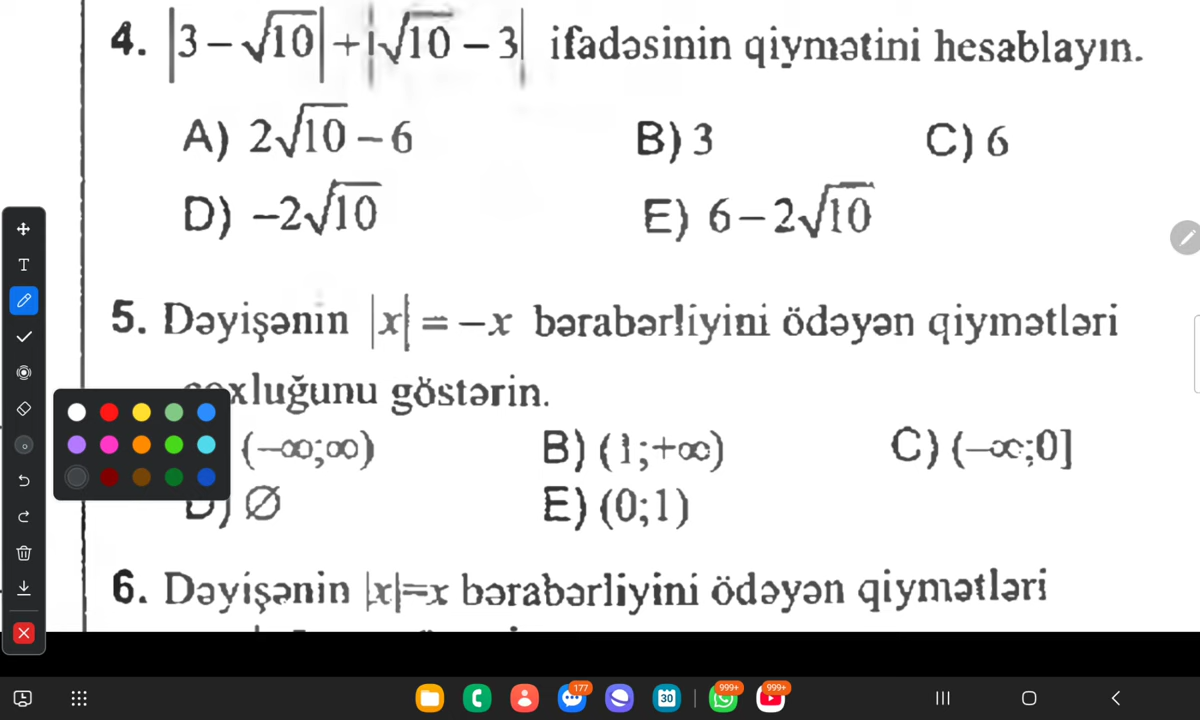 4. |3 – √10| + |√10 – 3| ifadəsinin qiymətini hesablayın.
A) 2√10 – 6 B) 3 C) 6
D) –2√10 E) 6 – 2√10
5. Dəyişənin |x| = –x bərabərliyini ödəyən qiymətləri
göstərin.
(–∞;∞) B) (1;+∞) C) (–∞;0]
D) ∅ E) (0;1)
6. Dəyişənin |x|=x bərabərliyini ödəyən qiymətləri
T
177
30
999+
999+